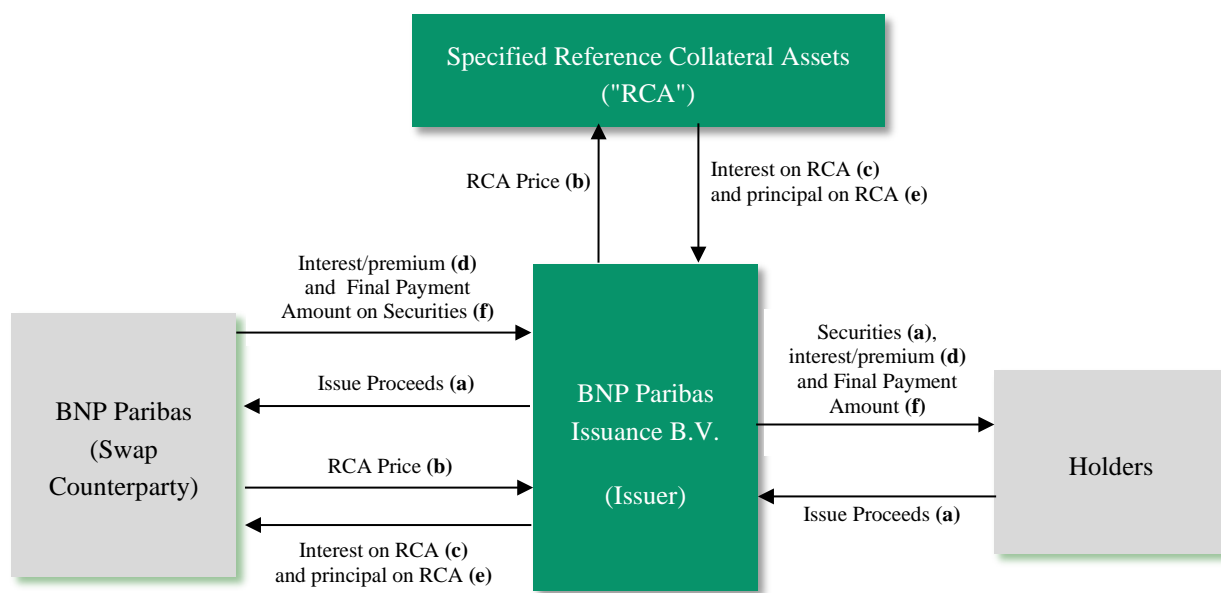 Specified Reference Collateral Assets
("RCA")
RCA Price (b)
Interest on RCA (c)
and principal on RCA (e)
Interest/premium (d)
and Final Payment
Amount on Securities (f)
Issue Proceeds (a)
BNP Paribas
(Swap
Counterparty)
RCA Price (b)
Interest on RCA (c)
and principal on RCA (e)
BNP Paribas
Issuance B.V.
(Issuer)
Securities (a),
interest/premium (d)
and Final Payment
Amount (f)
Issue Proceeds (a)
Holders